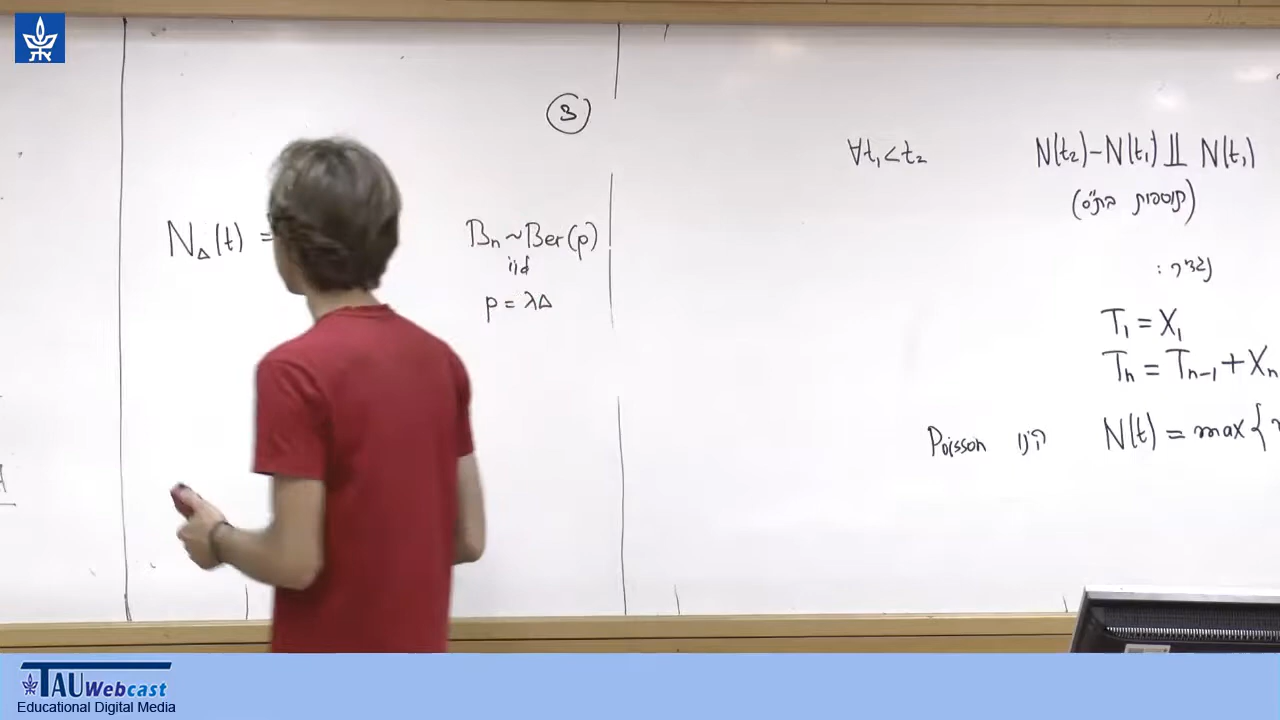 ③
N_Δ(t) =
B_n ~ Ber(p)
iid
p = λΔ
∀t₁<t₂ N(t₂)-N(t₁) ⫫ N(t₁)
(תוספות בת"ס)
נגדיר :
T₁ = X₁
T_n = T_{n-1} + X_n
Poisson הינו N(t) = max{
TAU Webcast
Educational Digital Media